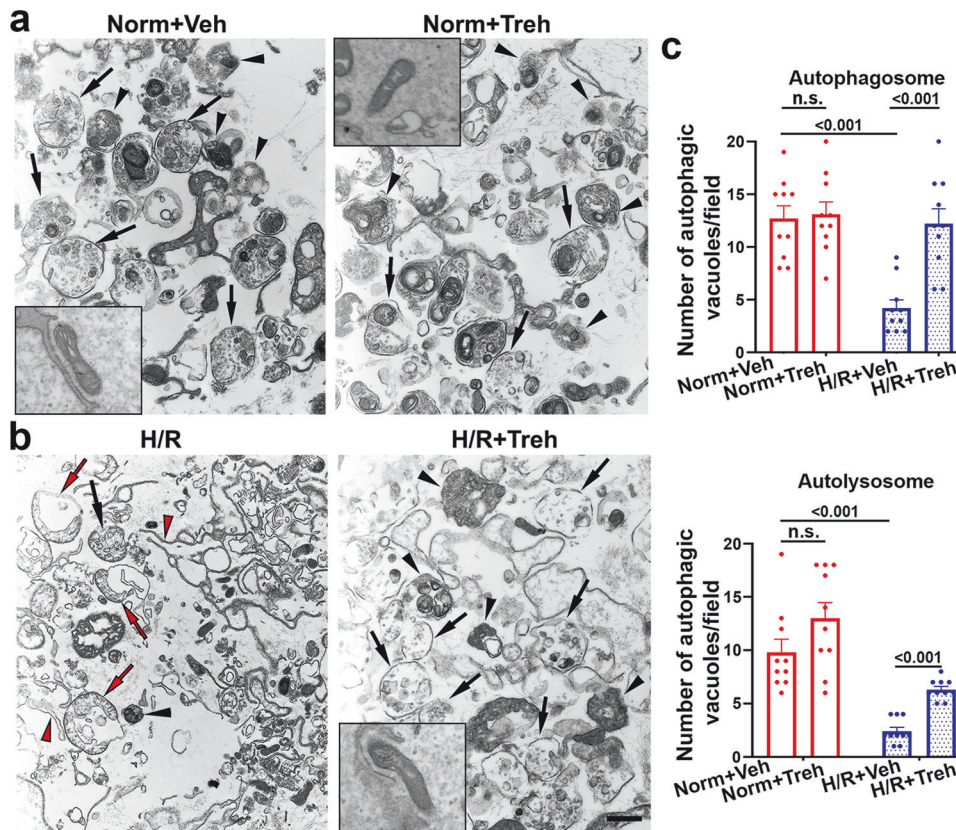 a
Norm+Veh
Norm+Treh
b
H/R
H/R+Treh
c
Autophagosome
n.s.
<0.001
<0.001
20
15
10
5
0
Number of autophagic
vacuoles/field
Norm+Veh
Norm+Treh
H/R+Veh
H/R+Treh
Autolysosome
<0.001
n.s.
<0.001
20
15
10
5
0
Number of autophagic
vacuoles/field
Norm+Veh
Norm+Treh
H/R+Veh
H/R+Treh